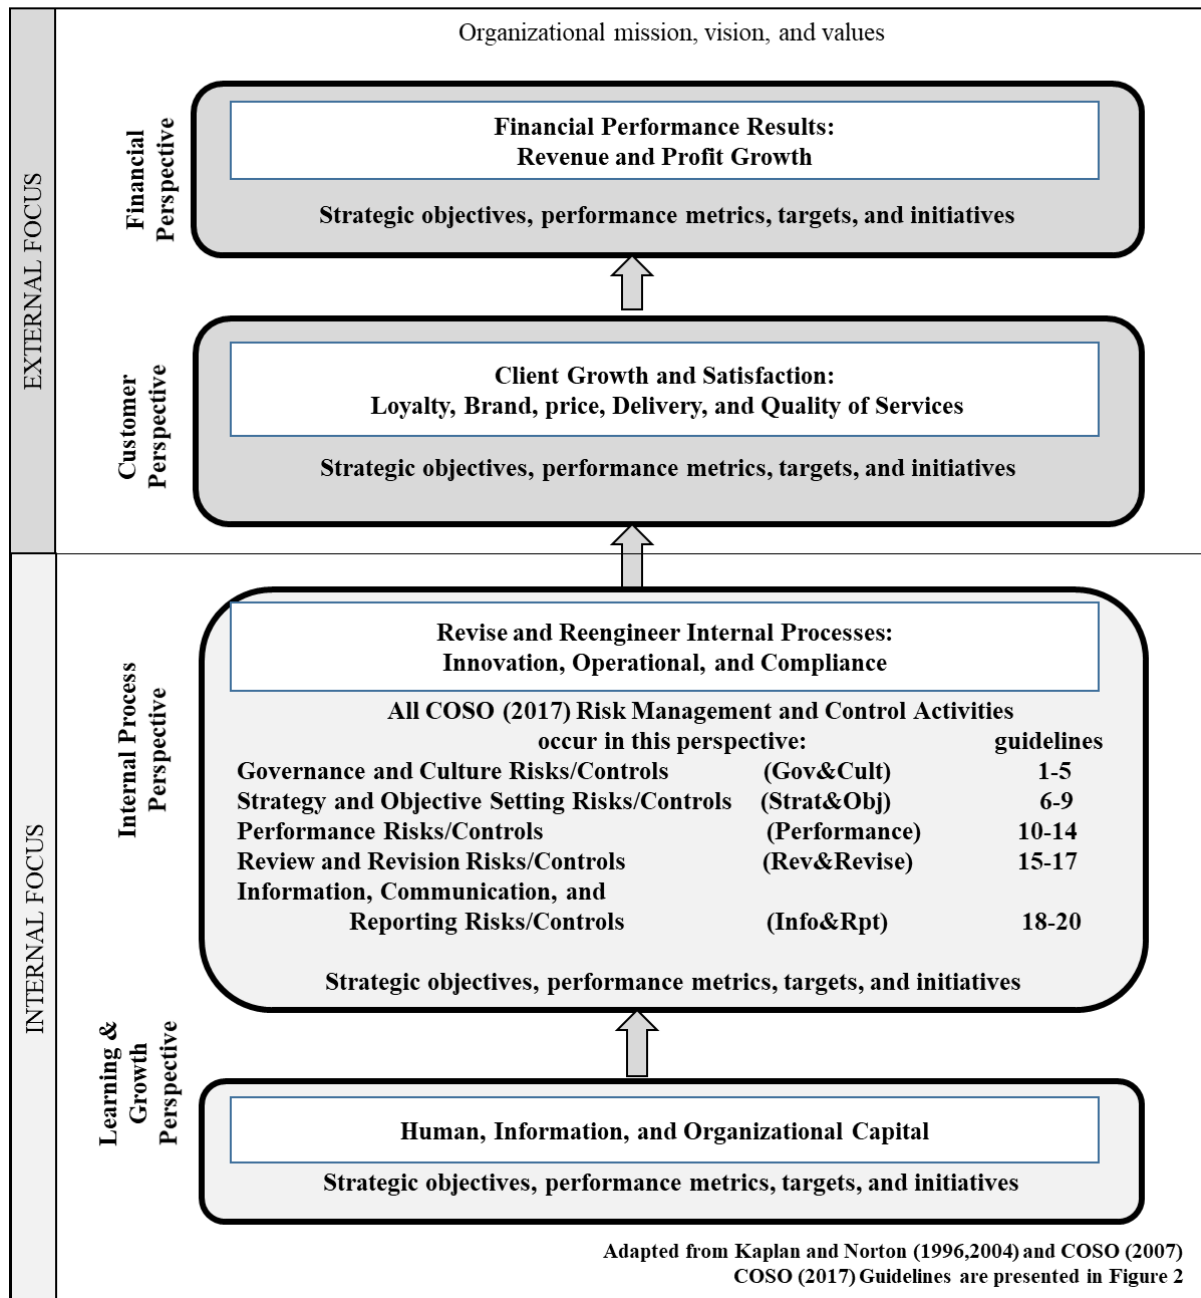 Organizational mission, vision, and values
EXTERNAL FOCUS
Financial
Perspective
Financial Performance Results:
Revenue and Profit Growth
Strategic objectives, performance metrics, targets, and initiatives
Customer
Perspective
Client Growth and Satisfaction:
Loyalty, Brand, price, Delivery, and Quality of Services
Strategic objectives, performance metrics, targets, and initiatives
INTERNAL FOCUS
Internal Process
Perspective
Revise and Reengineer Internal Processes:
Innovation, Operational, and Compliance
All COSO (2017) Risk Management and Control Activities
occur in this perspective: guidelines
Governance and Culture Risks/Controls (Gov&Cult) 1-5
Strategy and Objective Setting Risks/Controls (Strat&Obj) 6-9
Performance Risks/Controls (Performance) 10-14
Review and Revision Risks/Controls (Rev&Revise) 15-17
Information, Communication, and
Reporting Risks/Controls (Info&Rpt) 18-20
Strategic objectives, performance metrics, targets, and initiatives
Learning &
Growth
Perspective
Human, Information, and Organizational Capital
Strategic objectives, performance metrics, targets, and initiatives
Adapted from Kaplan and Norton (1996,2004) and COSO (2007)
COSO (2017) Guidelines are presented in Figure 2